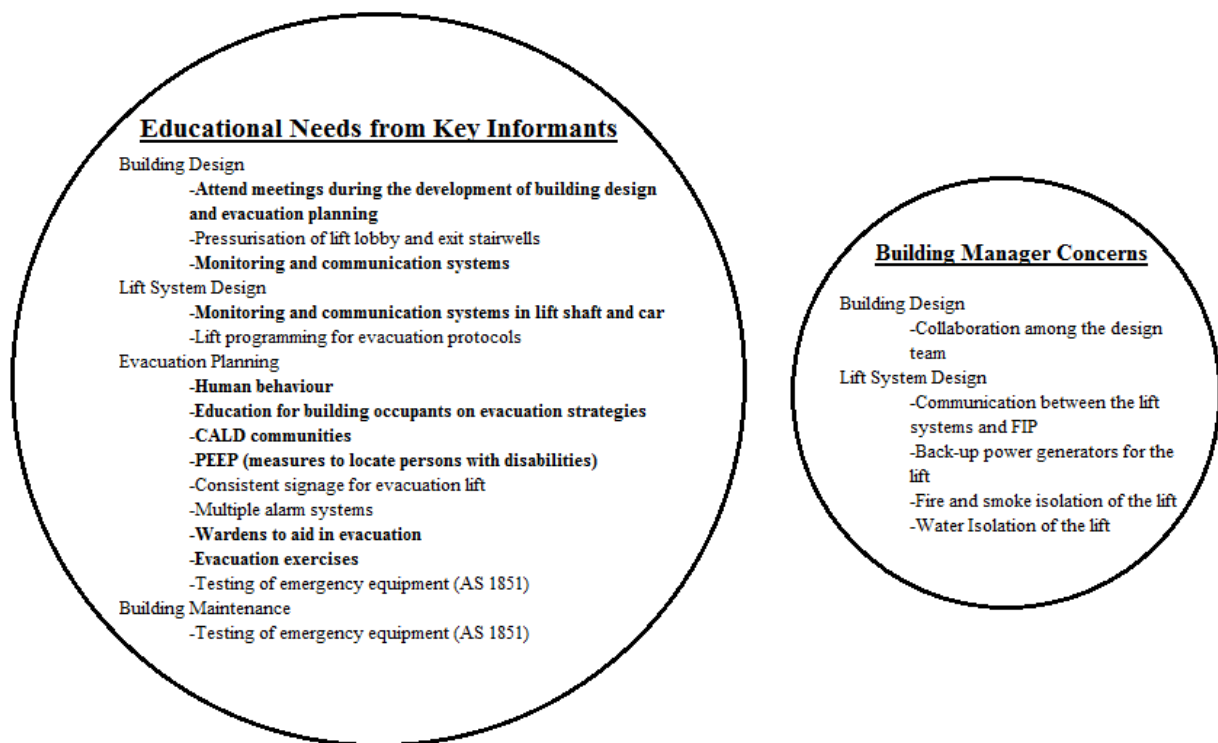 Educational Needs from Key Informants
Building Design
-Attend meetings during the development of building design
and evacuation planning
-Pressurisation of lift lobby and exit stairwells
-Monitoring and communication systems
Lift System Design
-Monitoring and communication systems in lift shaft and car
-Lift programming for evacuation protocols
Evacuation Planning
-Human behaviour
-Education for building occupants on evacuation strategies
-CALD communities
-PEEP (measures to locate persons with disabilities)
-Consistent signage for evacuation lift
-Multiple alarm systems
-Wardens to aid in evacuation
-Evacuation exercises
-Testing of emergency equipment (AS 1851)
Building Maintenance
-Testing of emergency equipment (AS 1851)
Building Manager Concerns
Building Design
-Collaboration among the design
team
Lift System Design
-Communication between the lift
systems and FIP
-Back-up power generators for the
lift
-Fire and smoke isolation of the lift
-Water Isolation of the lift